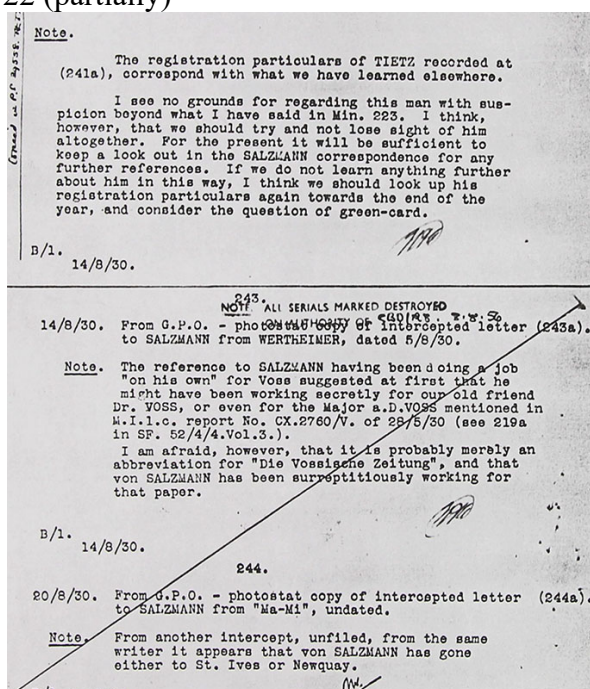 22 (partially)
Note.
The registration particulars of TIETZ recorded at
(241a), correspond with what we have learned elsewhere.
I see no grounds for regarding this man with sus-
picion beyond what I have said in Min. 223. I think,
however, that we should try and not lose sight of him
altogether. For the present it will be sufficient to
keep a look out in the SALZMANN correspondence for any
further references. If we do not learn anything further
about him in this way, I think we should look up his
registration particulars again towards the end of the
year, and consider the question of green-card.
B/1.
14/8/30.
243.
NOTE. ALL SERIALS MARKED DESTROYED
ON AUTHORITY OF
14/8/30. From G.P.O. - photostat copy of intercepted letter (243a).
to SALZMANN from WERTHEIMER, dated 5/8/30.
Note. The reference to SALZMANN having been doing a job
"on his own" for Voss suggested at first that he
might have been working secretly for our old friend
Dr. VOSS, or even for the Major a.D.VOSS mentioned in
M.I.1.c. report No. CX.2760/V. of 28/5/30 (see 219a
in SF. 52/4/4.Vol.3.).
I am afraid, however, that it is probably merely an
abbreviation for "Die Vossische Zeitung", and that
von SALZMANN has been surreptitiously working for
that paper.
B/1.
14/8/30.
244.
20/8/30. From G.P.O. - photostat copy of intercepted letter (244a).
to SALZMANN from "Ma-Mi", undated.
Note. From another intercept, unfiled, from the same
writer it appears that von SALZMANN has gone
either to St. Ives or Newquay.